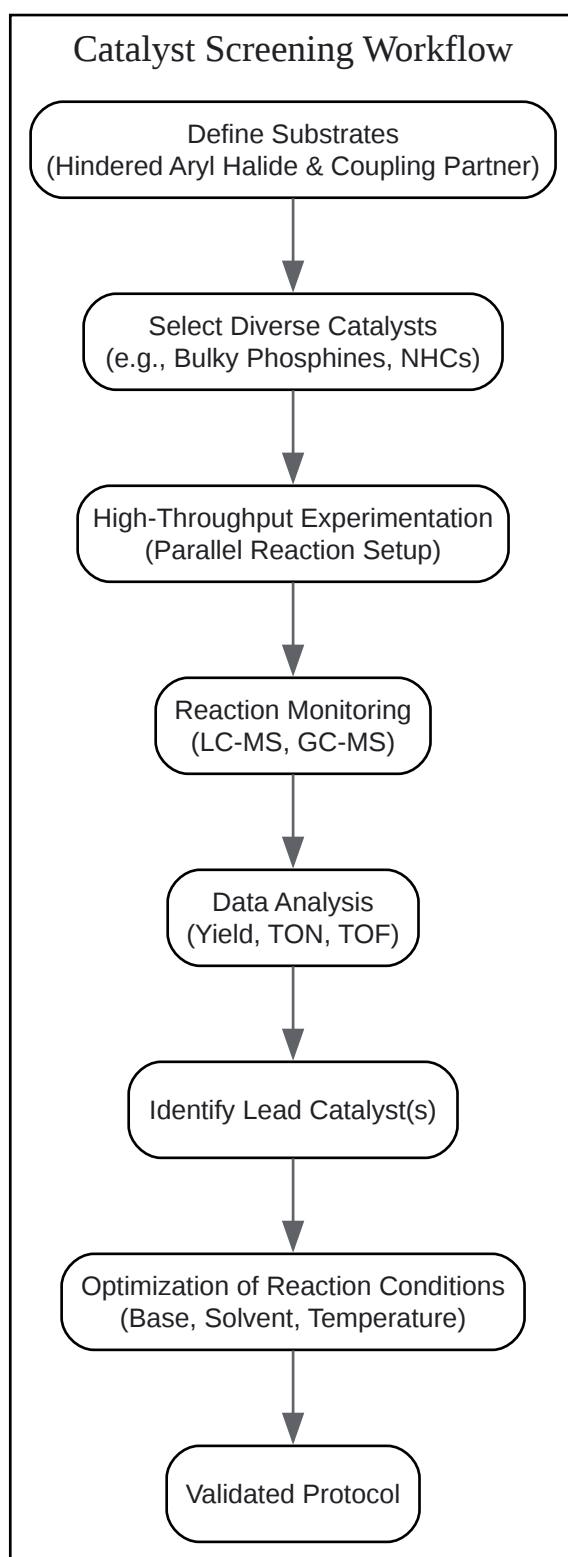 Catalyst Screening Workflow
Define Substrates
(Hindered Aryl Halide & Coupling Partner)
Select Diverse Catalysts
(e.g., Bulky Phosphines, NHCs)
High-Throughput Experimentation
(Parallel Reaction Setup)
Reaction Monitoring
(LC-MS, GC-MS)
Data Analysis
(Yield, TON, TOF)
Identify Lead Catalyst(s)
Optimization of Reaction Conditions
(Base, Solvent, Temperature)
Validated Protocol